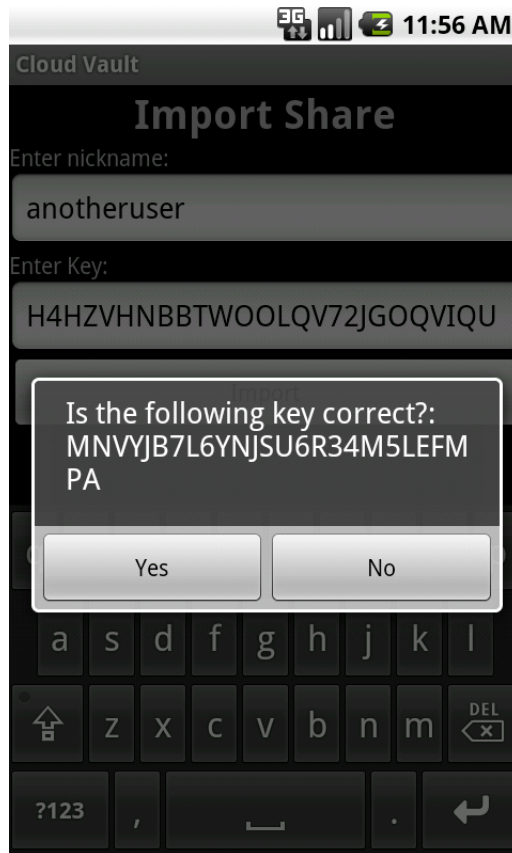 3G 11:56 AM
Cloud Vault
Import Share
Enter nickname:
anotheruser
Enter Key:
H4HZVHNBBTWOOLQV72JGOQVIQU
Import
Is the following key correct?:
MNVYJB7L6YNJSU6R34M5LEFM
PA
Yes No
a s d f g h j k l
z x c v b n m DEL
?123 , .